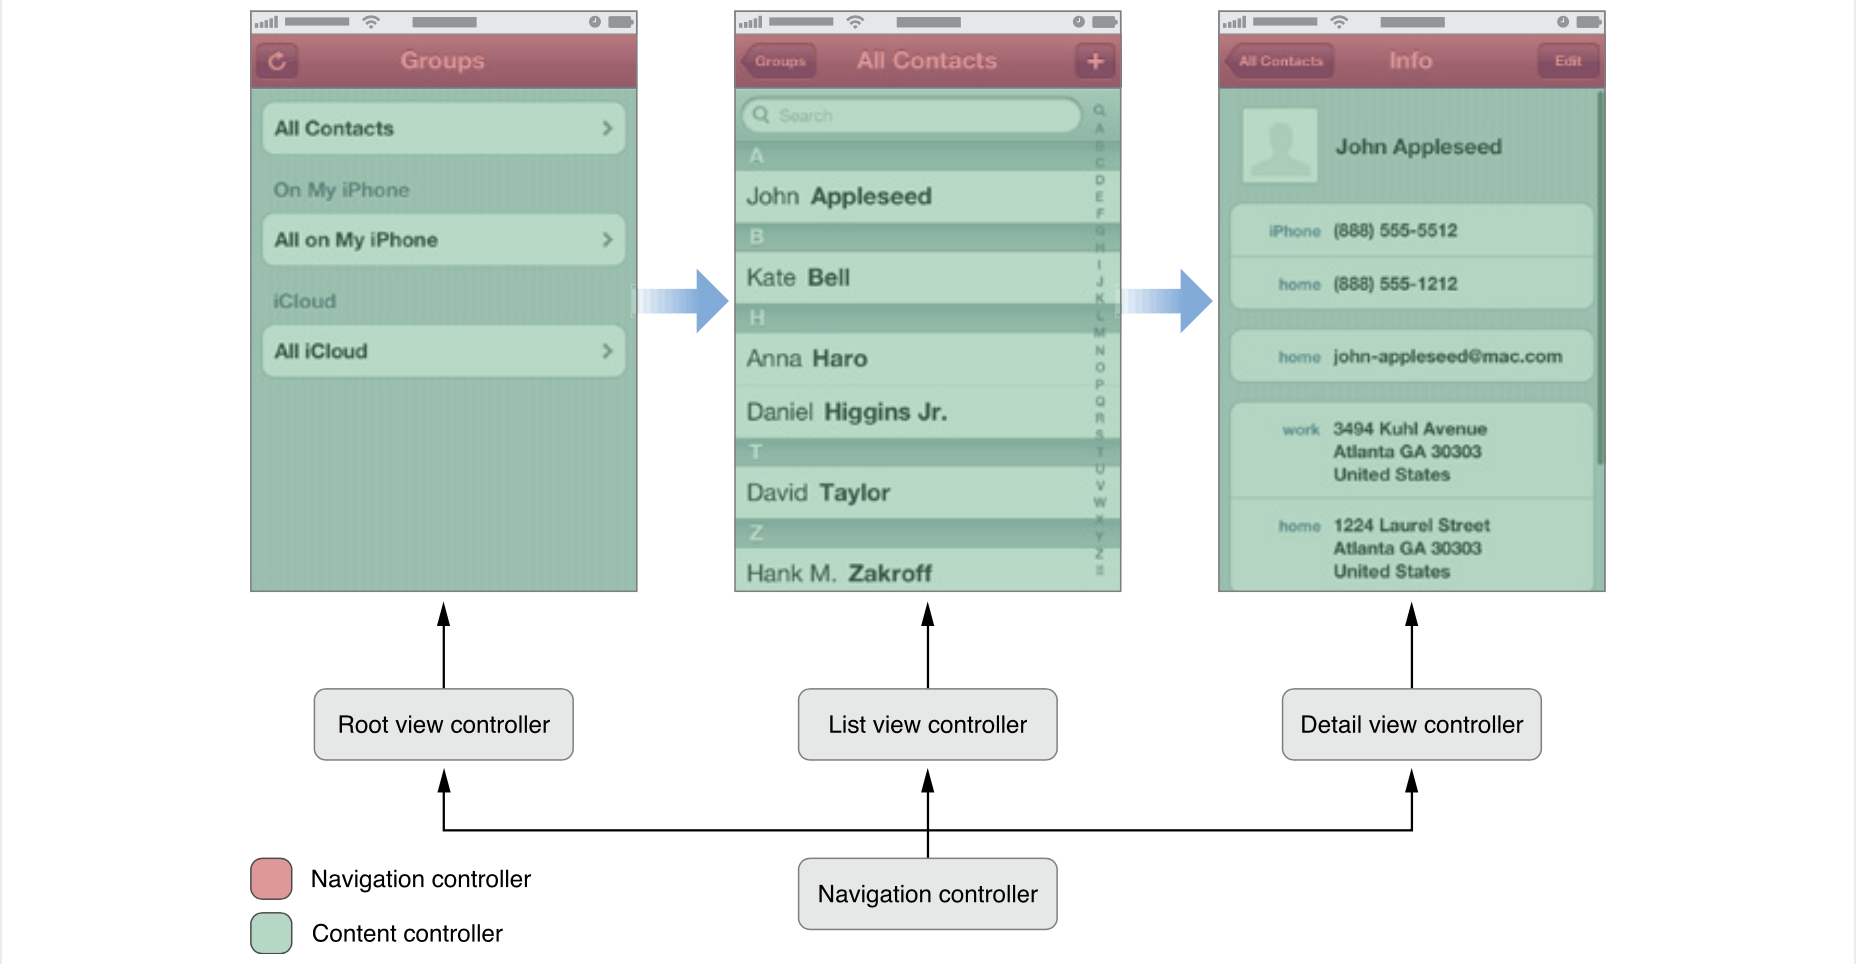 Groups
All Contacts
On My iPhone
All on My iPhone
iCloud
All iCloud
Groups
All Contacts
+
Search
A
John Appleseed
B
Kate Bell
H
Anna Haro
Daniel Higgins Jr.
T
David Taylor
Z
Hank M. Zakroff
A
B
C
D
E
F
G
H
I
J
K
L
M
N
O
P
Q
R
S
T
U
V
W
X
Y
Z
#
All Contacts
Info
Edit
John Appleseed
iPhone (888) 555-5512
home (888) 555-1212
home john-appleseed@mac.com
work 3494 Kuhl Avenue
Atlanta GA 30303
United States
home 1224 Laurel Street
Atlanta GA 30303
United States
Root view controller
List view controller
Detail view controller
Navigation controller
Navigation controller
Content controller